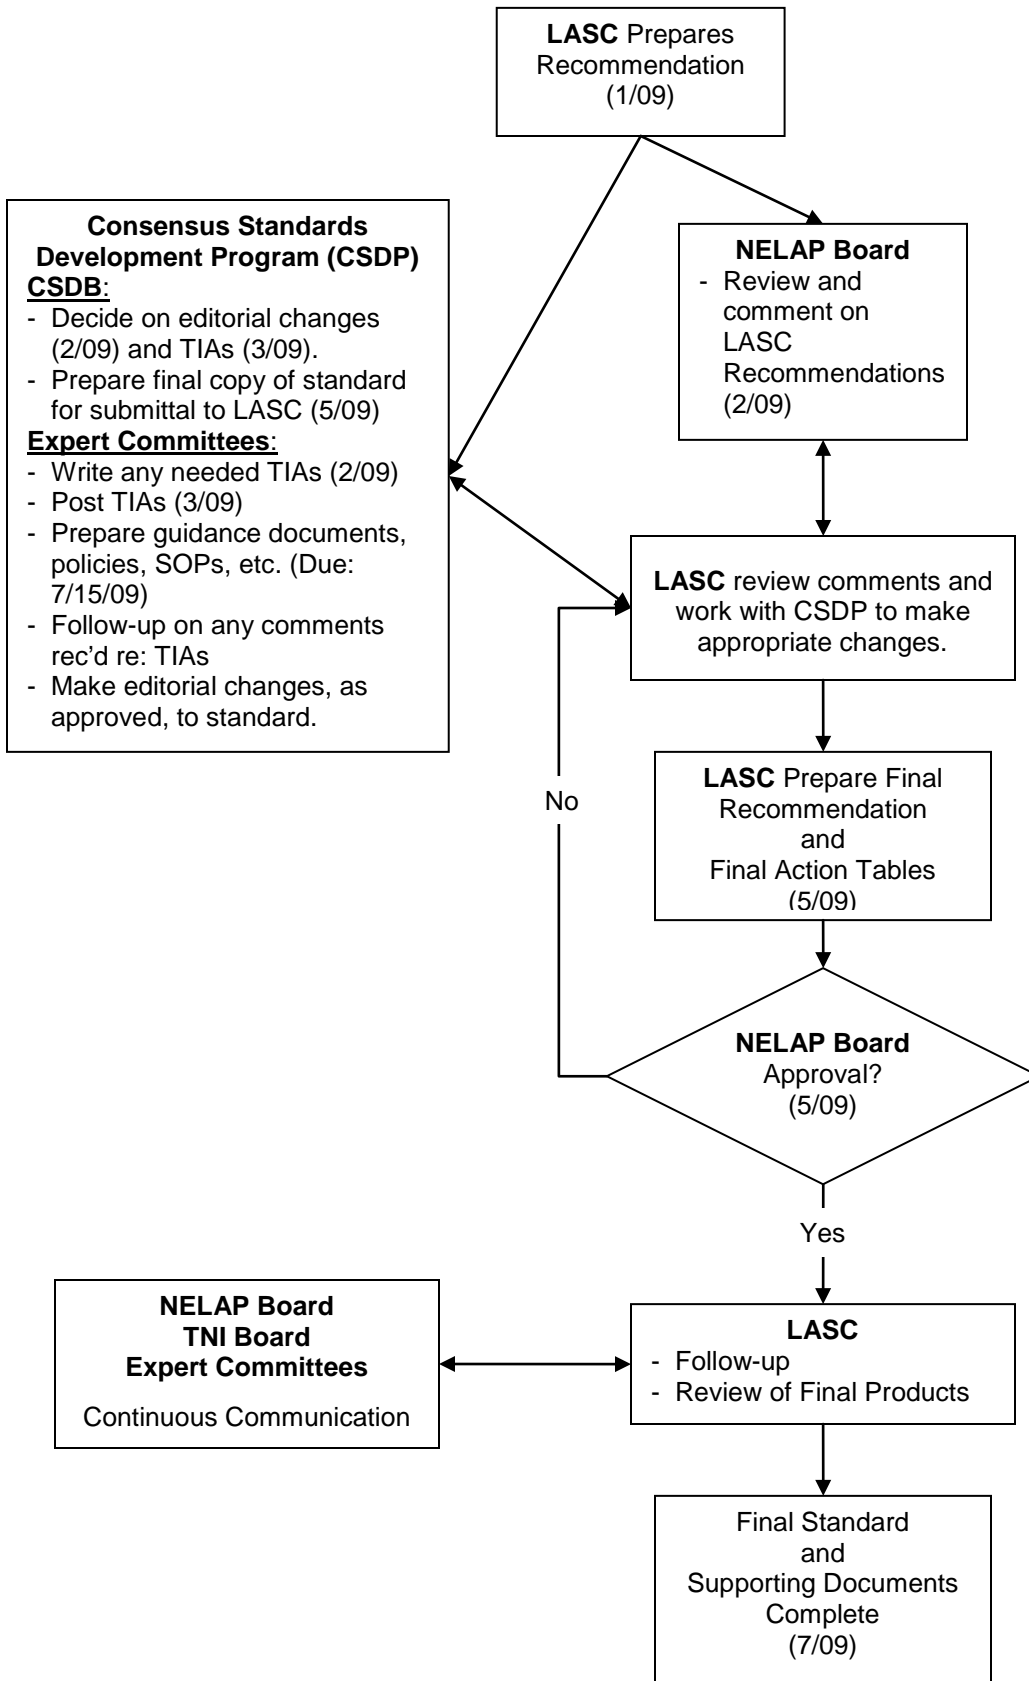 LASC Prepares
Recommendation
(1/09)
Consensus Standards
Development Program (CSDP)
CSDB:
- Decide on editorial changes
(2/09) and TIAs (3/09).
- Prepare final copy of standard
for submittal to LASC (5/09)
Expert Committees:
- Write any needed TIAs (2/09)
- Post TIAs (3/09)
- Prepare guidance documents,
policies, SOPs, etc. (Due:
7/15/09)
- Follow-up on any comments
rec'd re: TIAs
- Make editorial changes, as
approved, to standard.
NELAP Board
- Review and
comment on
LASC
Recommendations
(2/09)
LASC review comments and
work with CSDP to make
appropriate changes.
LASC Prepare Final
Recommendation
and
Final Action Tables
(5/09)
No
NELAP Board
Approval?
(5/09)
Yes
NELAP Board
TNI Board
Expert Committees
Continuous Communication
LASC
- Follow-up
- Review of Final Products
Final Standard
and
Supporting Documents
Complete
(7/09)